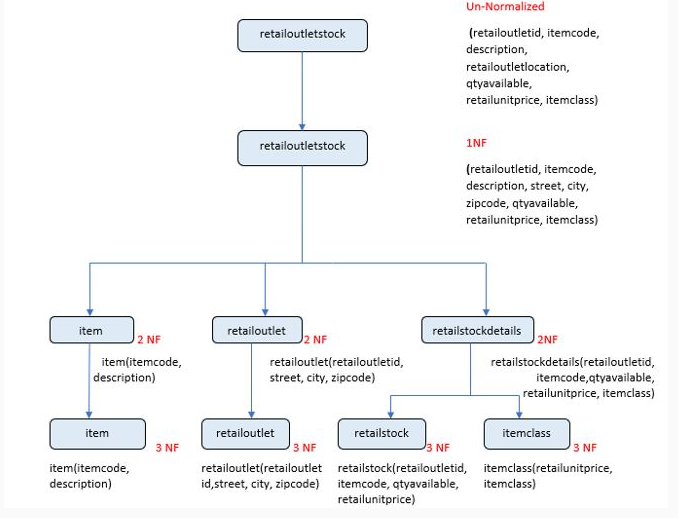 Un-Normalized
retailoutletstock
(retailoutletid, itemcode,
description,
retailoutletlocation,
qtyavailable,
retailunitprice, itemclass)
retailoutletstock
1NF
(retailoutletid, itemcode,
description, street, city,
zipcode, qtyavailable,
retailunitprice, itemclass)
item
2 NF
item(itemcode,
description)
retailoutlet
2 NF
retailoutlet(retailoutletid,
street, city, zipcode)
retailstockdetails
2NF
retailstockdetails(retailoutletid,
itemcode,qtyavailable,
retailunitprice, itemclass)
item
3 NF
item(itemcode,
description)
retailoutlet
3 NF
retailoutlet(retailoutlet
id,street, city, zipcode)
retailstock
3 NF
retailstock(retailoutletid,
itemcode, qtyavailable,
retailunitprice)
itemclass
3 NF
itemclass(retailunitprice,
itemclass)